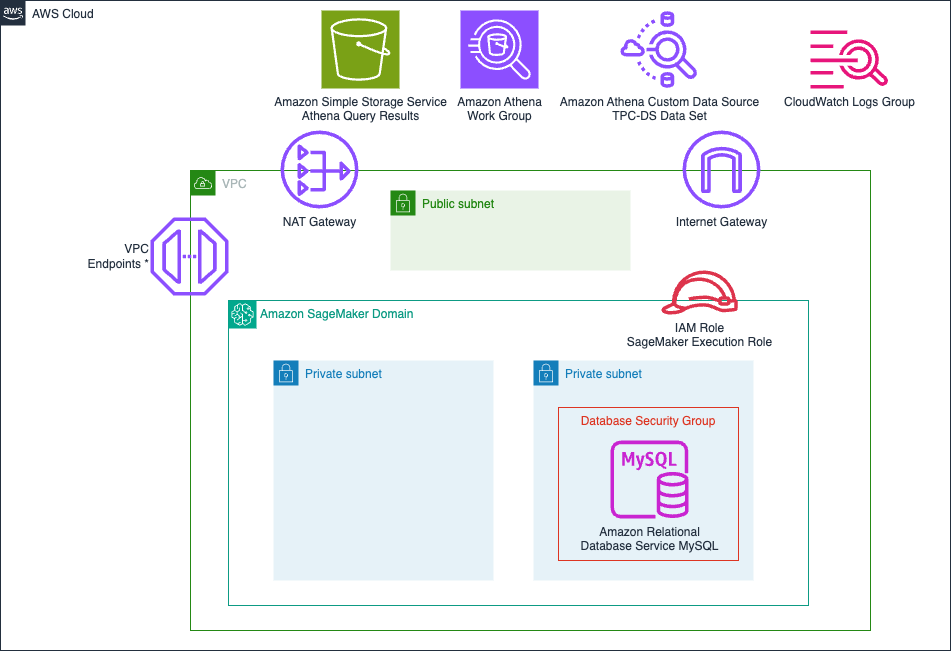 aws
AWS Cloud
Amazon Simple Storage Service
Athena Query Results
Amazon Athena
Work Group
Amazon Athena Custom Data Source
TPC-DS Data Set
CloudWatch Logs Group
VPC
NAT Gateway
Public subnet
Internet Gateway
VPC
Endpoints *
Amazon SageMaker Domain
IAM Role
SageMaker Execution Role
Private subnet
Private subnet
Database Security Group
MySQL
Amazon Relational
Database Service MySQL